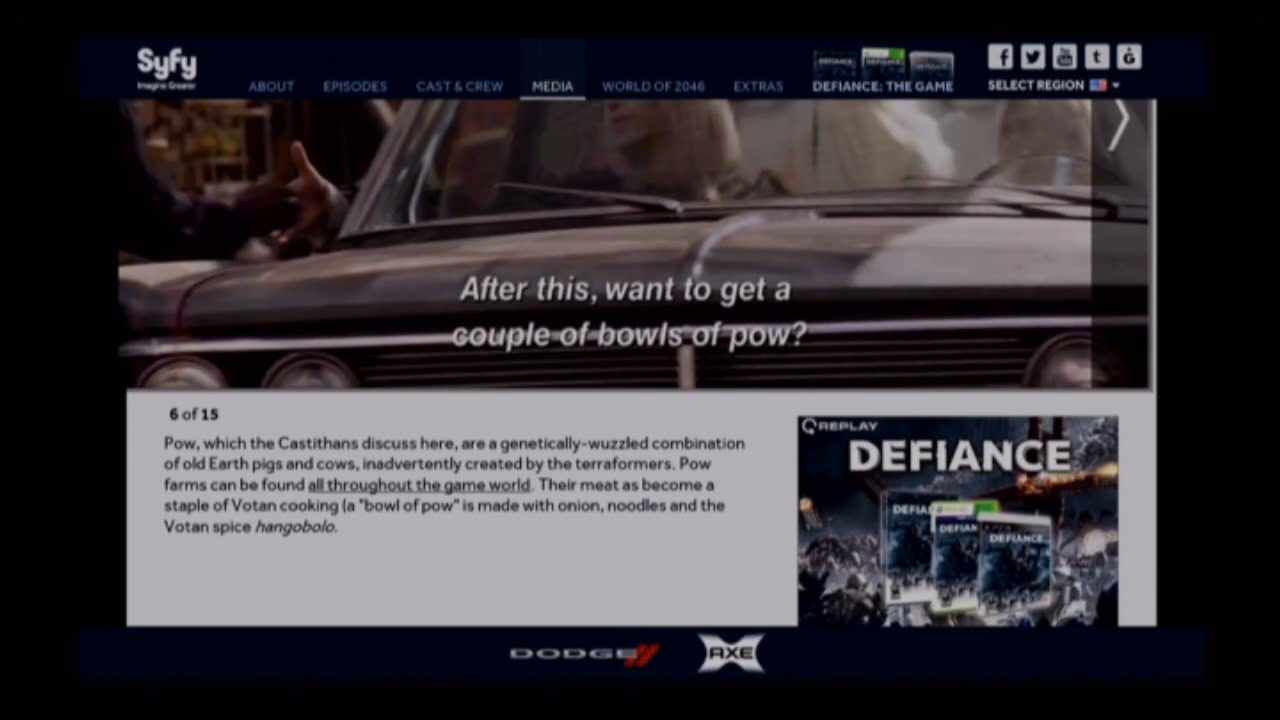 Syfy
Imagine Greater
ABOUT
EPISODES
CAST & CREW
MEDIA
WORLD OF 2046
EXTRAS
DEFIANCE: THE GAME
SELECT REGION
After this, want to get a
couple of bowls of pow?
6 of 15
Pow, which the Castithans discuss here, are a genetically-wuzzled combination
of old Earth pigs and cows, inadvertently created by the terraformers. Pow
farms can be found all throughout the game world. Their meat as become a
staple of Votan cooking (a "bowl of pow" is made with onion, noodles and the
Votan spice hangobolo.
REPLAY
DEFIANCE
DEFIANCE
DODGE
AXE